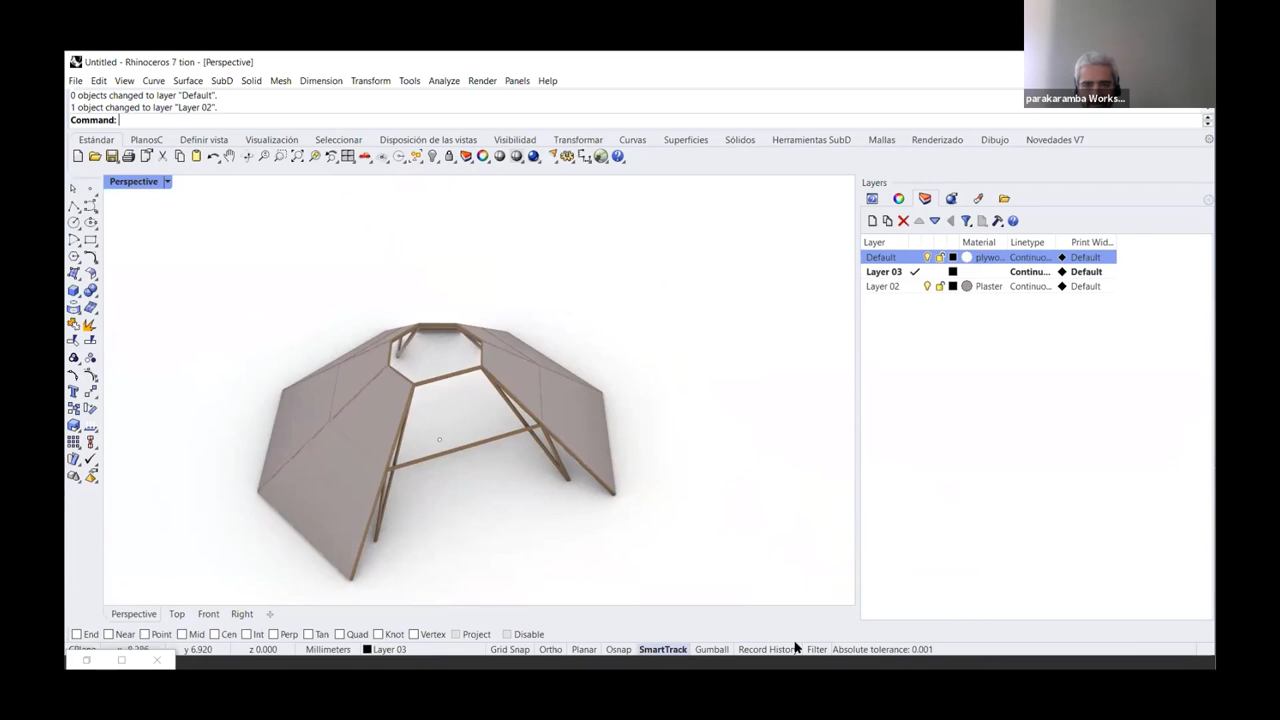 Untitled - Rhinoceros 7 tion - [Perspective]
File Edit View Curve Surface SubD Solid Mesh Dimension Transform Tools Analyze Render Panels Help
parakaramba Works...
0 objects changed to layer "Default".
1 object changed to layer "Layer 02".
Command:
Estándar PlanosC Definir vista Visualización Seleccionar Disposición de las vistas Visibilidad Transformar Curvas Superficies Sólidos Herramientas SubD Mallas Renderizado Dibujo Novedades V7
Perspective
Layers
Layer Material Linetype Print Wid...
Default plywo... Continuo... Default
Layer 03 Continu... Default
Layer 02 Plaster Continuo... Default
Perspective Top Front Right
End Near Point Mid Cen Int Perp Tan Quad Knot Vertex Project Disable
y 6.920 z 0.000 Millimeters Layer 03 Grid Snap Ortho Planar Osnap SmartTrack Gumball Record History Filter Absolute tolerance: 0.001